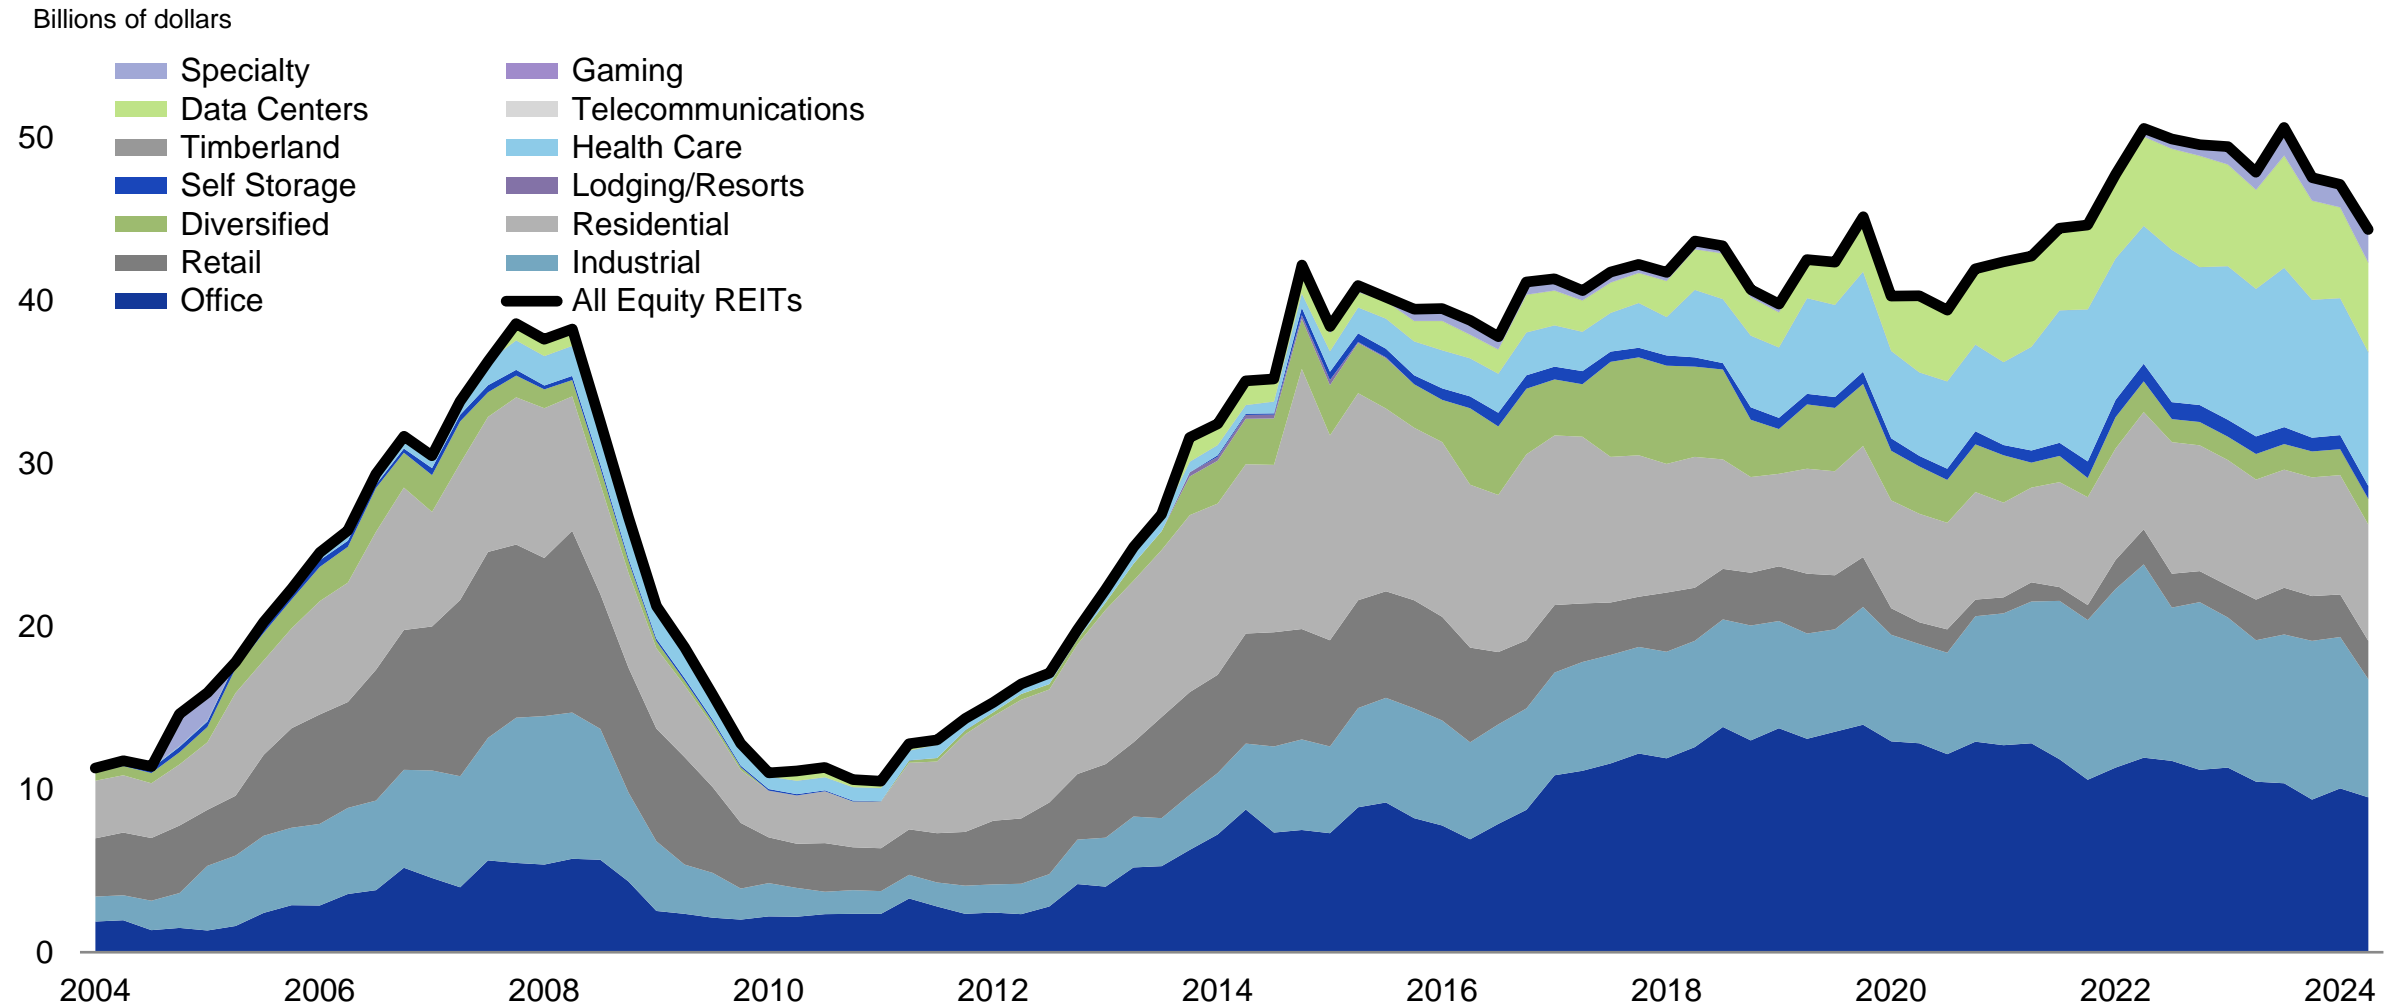 Billions of dollars
Specialty
Gaming
Data Centers
Telecommunications
Timberland
Health Care
Self Storage
Lodging/Resorts
Diversified
Residential
Retail
Industrial
Office
All Equity REITs
50
40
30
20
10
0
2004 2006 2008 2010 2012 2014 2016 2018 2020 2022 2024